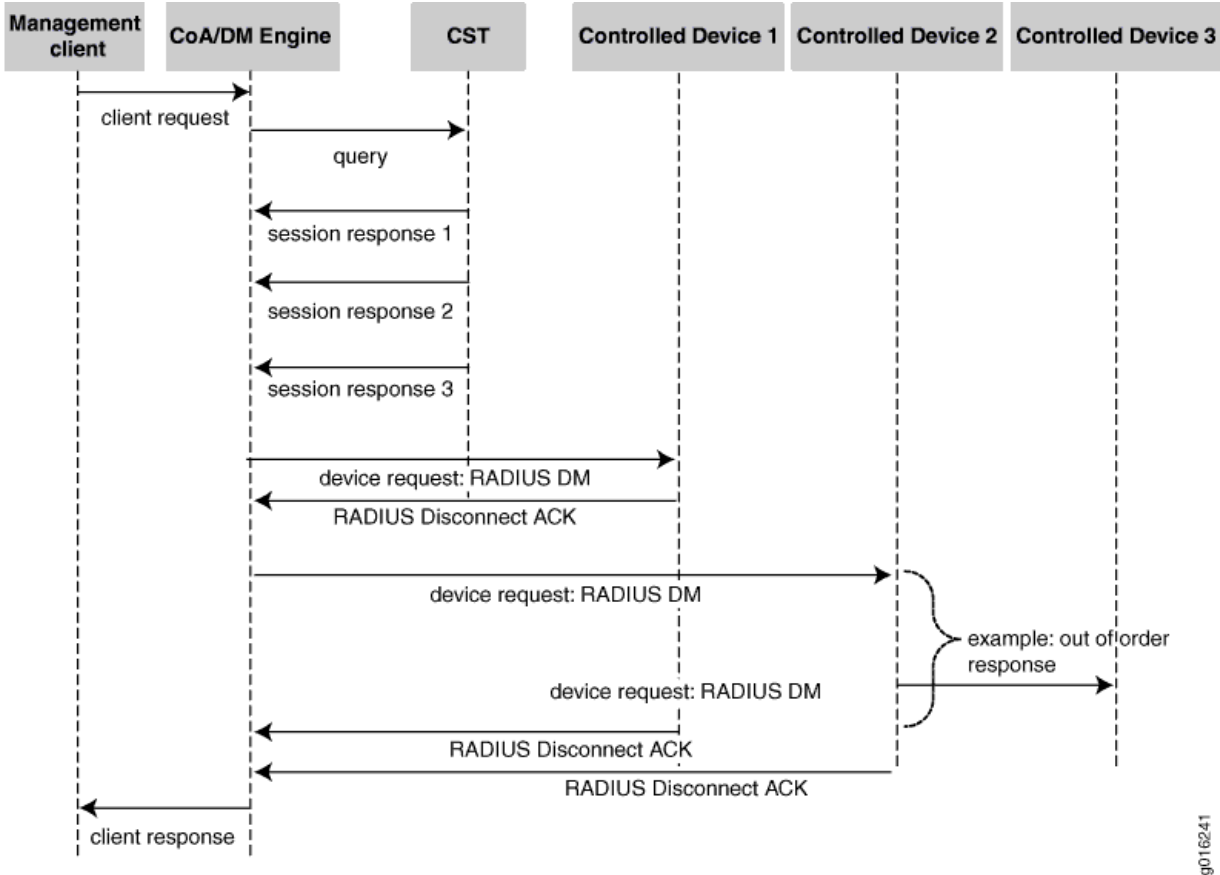 Management
client
CoA/DM Engine
CST
Controlled Device 1
Controlled Device 2
Controlled Device 3
client request
query
session response 1
session response 2
session response 3
device request: RADIUS DM
RADIUS Disconnect ACK
device request: RADIUS DM
example: out of order
response
device request: RADIUS DM
RADIUS Disconnect ACK
RADIUS Disconnect ACK
client response
g016241